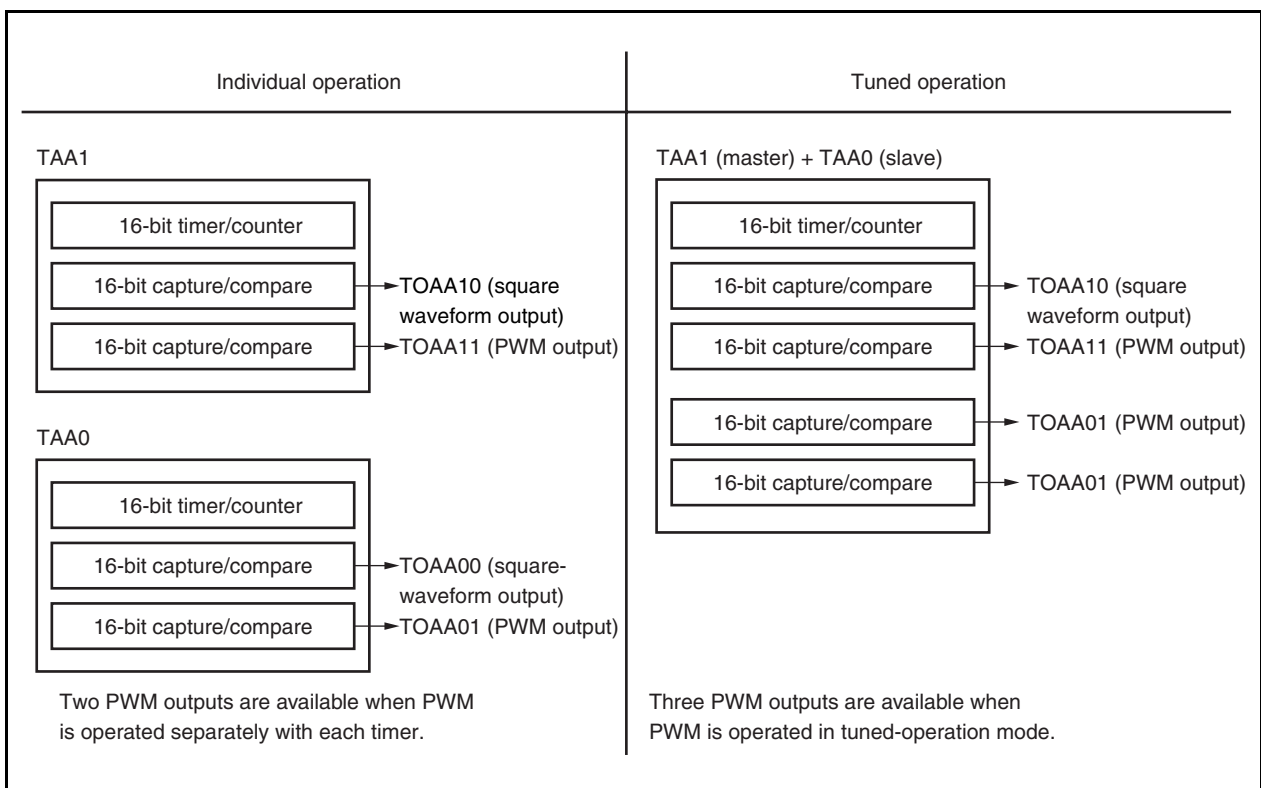 Individual operation
TAA1
16-bit timer/counter
16-bit capture/compare
TOAA10 (square
waveform output)
16-bit capture/compare
TOAA11 (PWM output)
TAA0
16-bit timer/counter
16-bit capture/compare
TOAA00 (square-
waveform output)
16-bit capture/compare
TOAA01 (PWM output)
Two PWM outputs are available when PWM
is operated separately with each timer.
Tuned operation
TAA1 (master) + TAA0 (slave)
16-bit timer/counter
16-bit capture/compare
TOAA10 (square
waveform output)
16-bit capture/compare
TOAA11 (PWM output)
16-bit capture/compare
TOAA01 (PWM output)
16-bit capture/compare
TOAA01 (PWM output)
Three PWM outputs are available when
PWM is operated in tuned-operation mode.